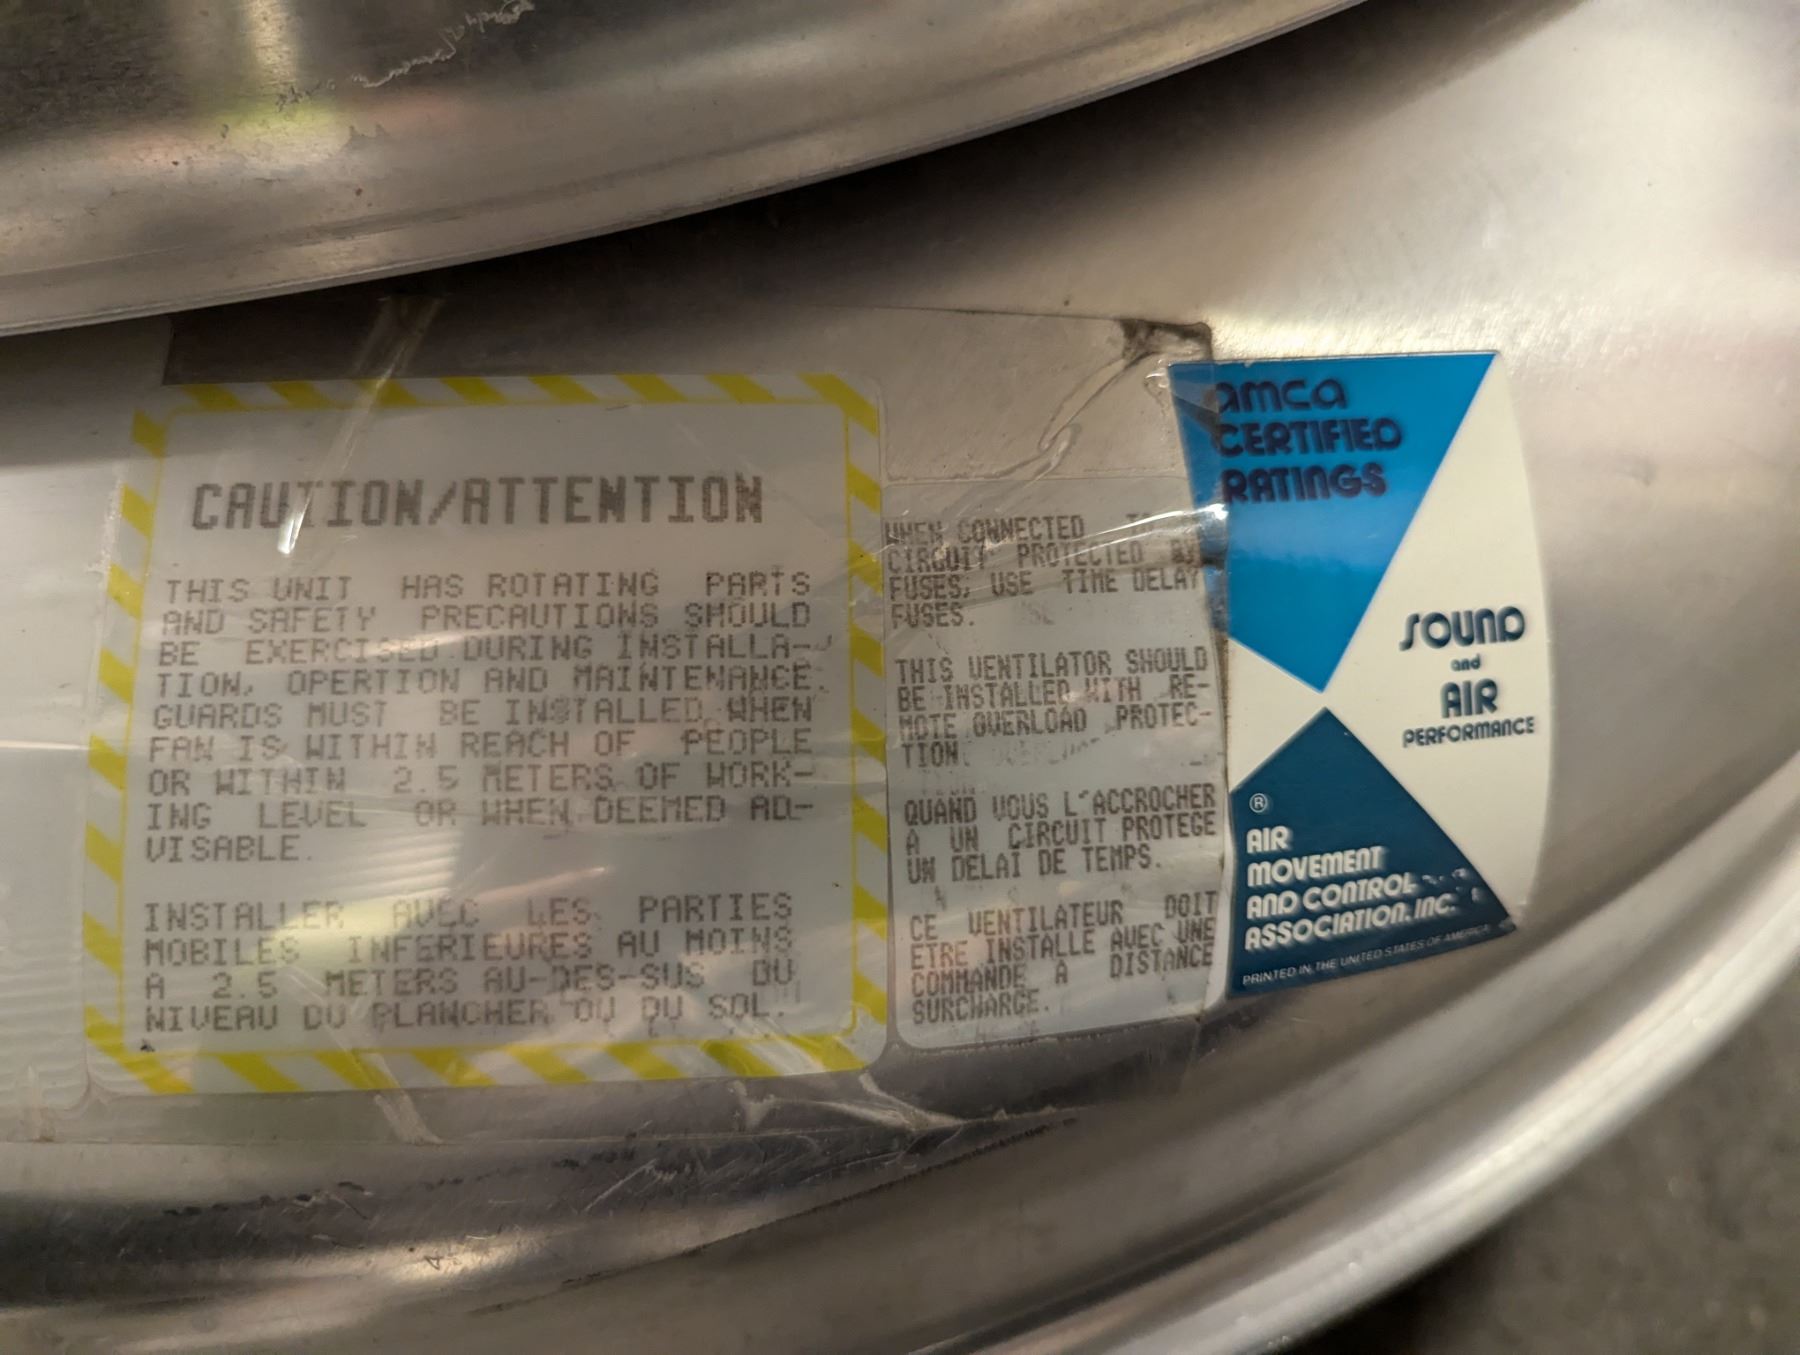 CAUTION/ATTENTION
THIS UNIT HAS ROTATING PARTS
AND SAFETY PRECAUTIONS SHOULD
BE EXERCISED DURING INSTALLA-
TION, OPERTION AND MAINTENANCE.
GUARDS MUST BE INSTALLED WHEN
FAN IS WITHIN REACH OF PEOPLE
OR WITHIN 2.5 METERS OF WORK-
ING LEVEL OR WHEN DEEMED AD-
VISABLE.
INSTALLER AVEC LES PARTIES
MOBILES INFERIEURES AU MOINS
A 2.5 METERS AU-DES-SUS DU
NIVEAU DU PLANCHER OU DU SOL.
WHEN CONNECTED
CIRCUIT PROTECTED BY
FUSES, USE TIME DELAY
FUSES.
THIS VENTILATOR SHOULD
BE INSTALLED WITH RE-
MOTE OVERLOAD PROTEC-
TION
QUAND VOUS L'ACCROCHER
A UN CIRCUIT PROTEGE
UN DELAI DE TEMPS.
CE VENTILATEUR DOIT
ETRE INSTALLE AVEC UNE
COMMANDE A DISTANCE
SURCHARGE.
amca
CERTIFIED
RATINGS
SOUND
and
AIR
PERFORMANCE
®
AIR
MOVEMENT
AND CONTROL
ASSOCIATION, INC.
PRINTED IN THE UNITED STATES OF AMERICA